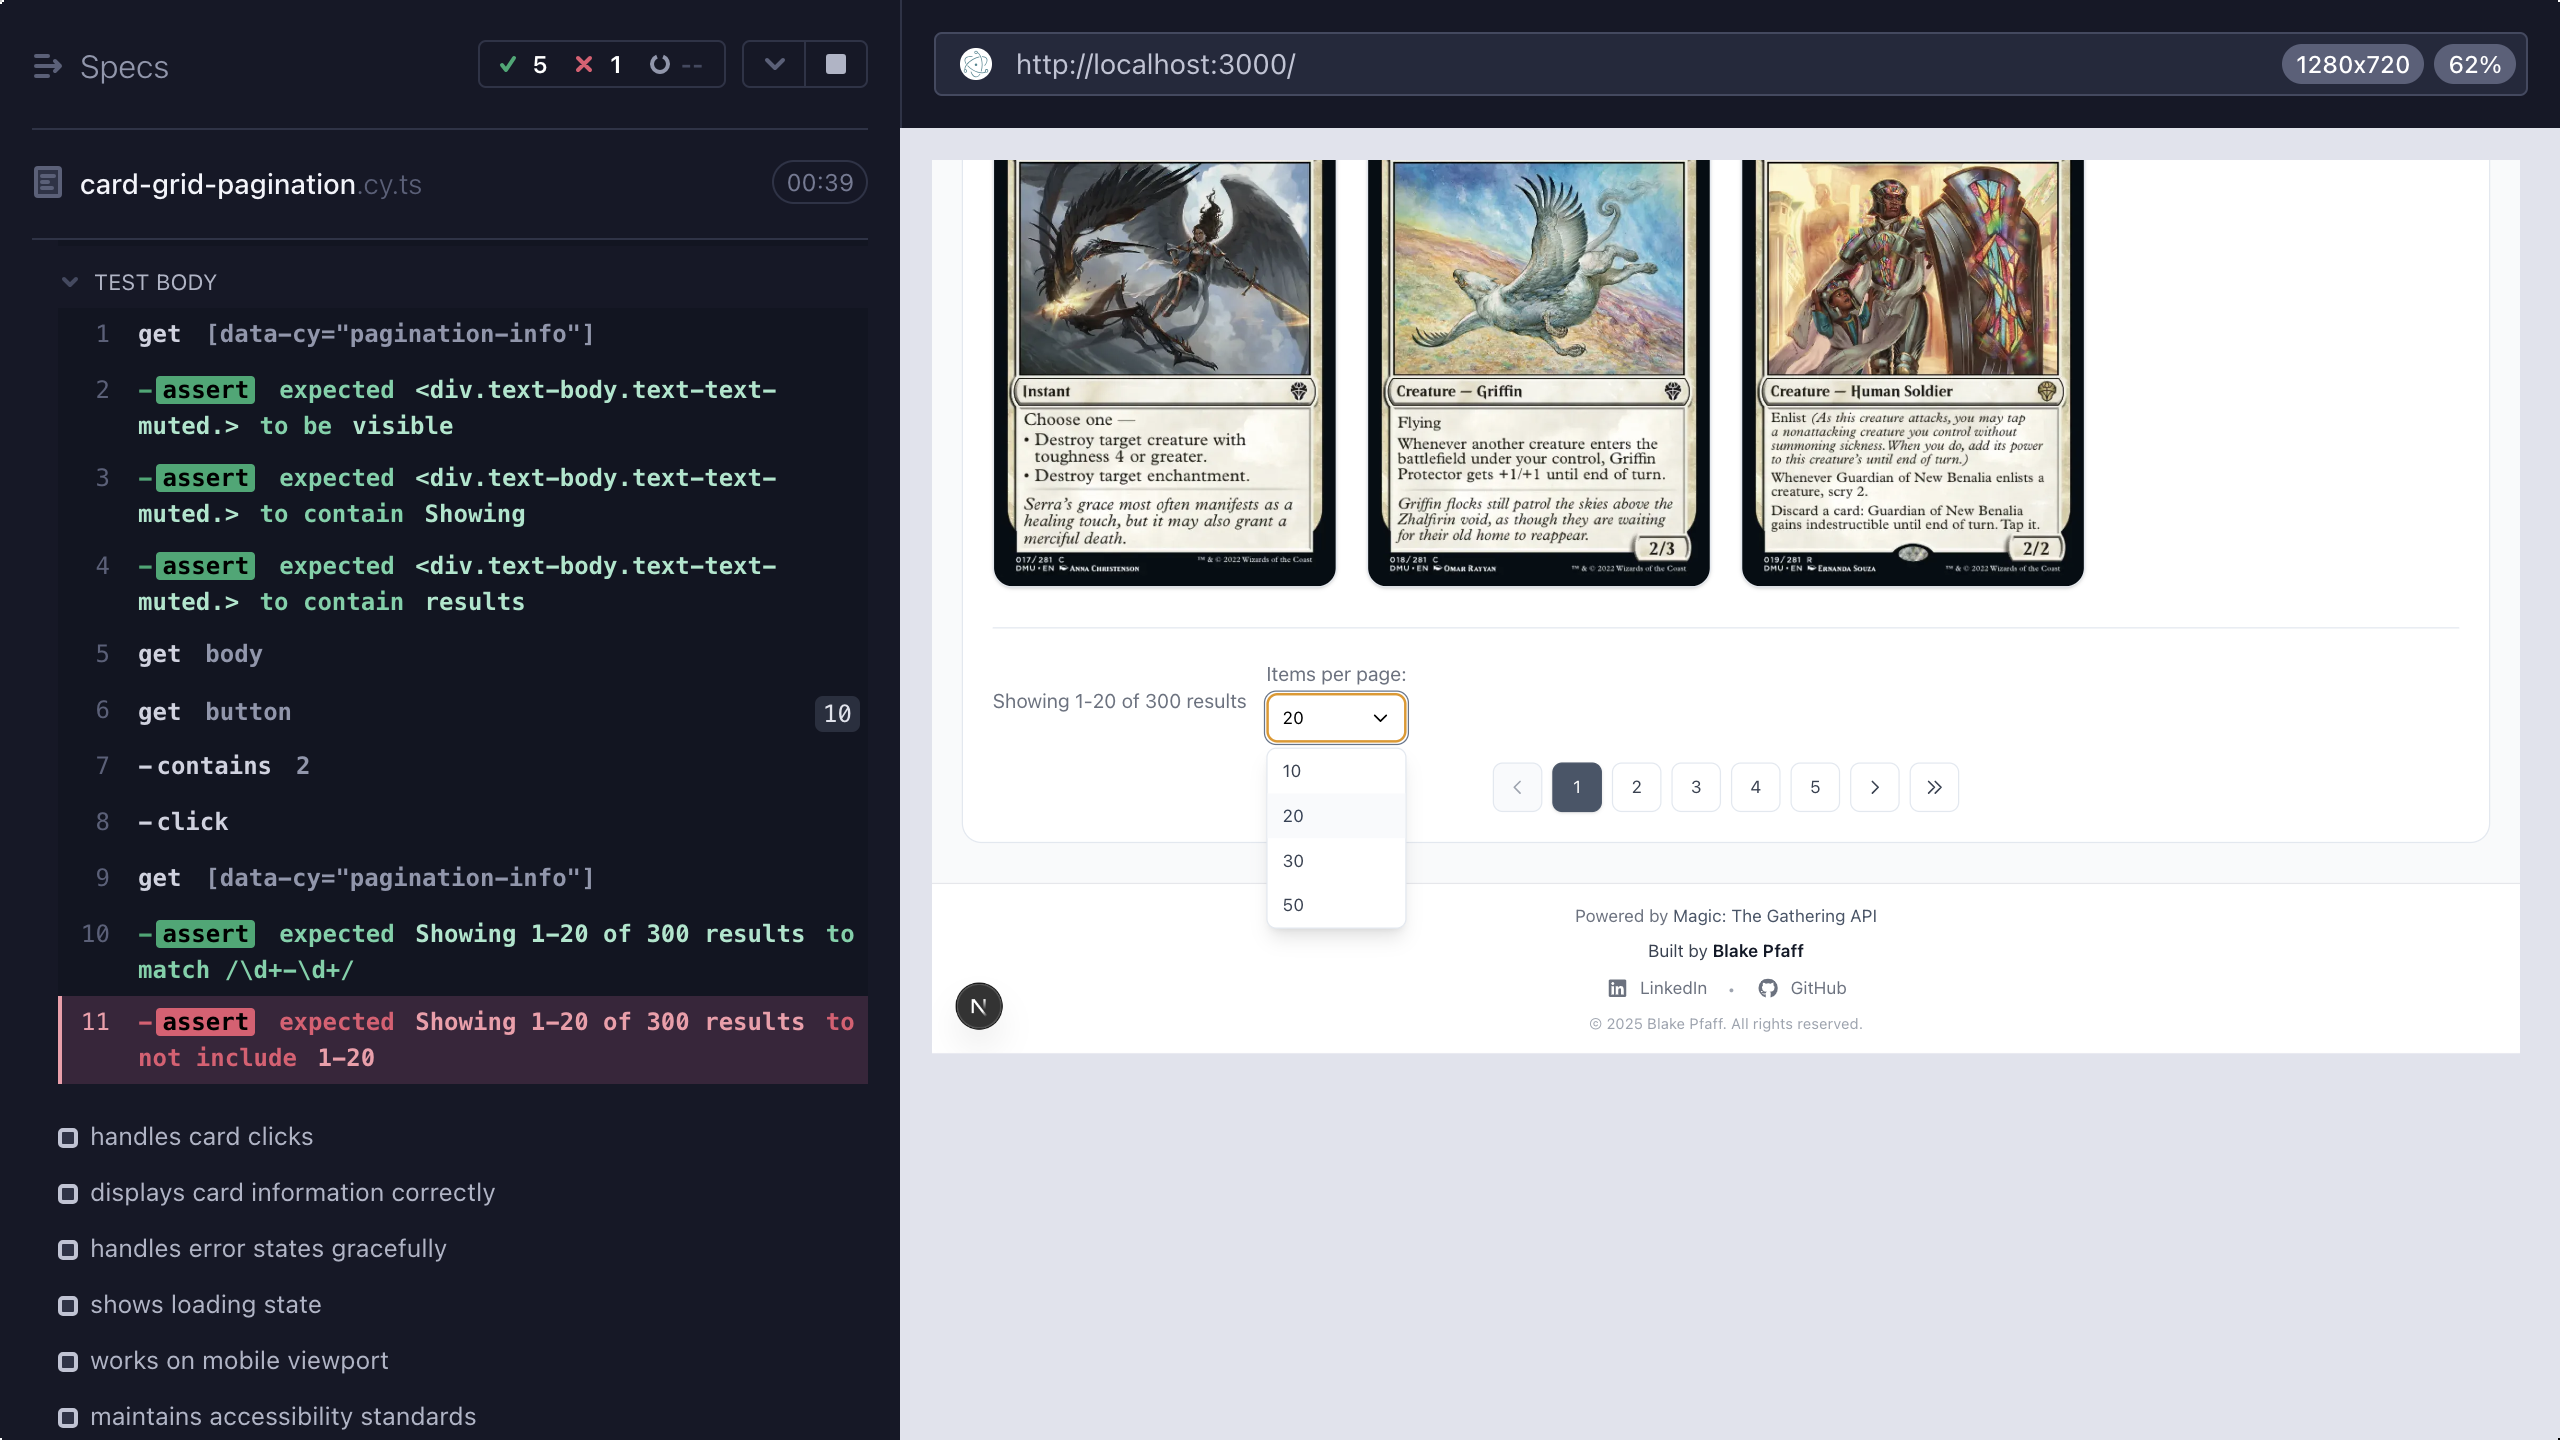 Specs
5
1
--
card-grid-pagination.cy.ts
00:39
TEST BODY
1 get [data-cy="pagination-info"]
2 -assert expected <div.text-body.text-text-
muted.> to be visible
3 -assert expected <div.text-body.text-text-
muted.> to contain Showing
4 -assert expected <div.text-body.text-text-
muted.> to contain results
5 get body
6 get button 10
7 -contains 2
8 -click
9 get [data-cy="pagination-info"]
10 -assert expected Showing 1-20 of 300 results to
match /\d+-\d+/
11 -assert expected Showing 1-20 of 300 results to
not include 1-20
handles card clicks
displays card information correctly
handles error states gracefully
shows loading state
works on mobile viewport
maintains accessibility standards
http://localhost:3000/
1280x720
62%
Instant
Choose one —
• Destroy target creature with
toughness 4 or greater.
• Destroy target enchantment.
Serra's grace most often manifests as a
healing touch, but it may also grant a
merciful death.
017/281 C
DMU • EN Anna Christenson
™ & © 2022 Wizards of the Coast
Creature — Griffin
Flying
Whenever another creature enters the
battlefield under your control, Griffin
Protector gets +1/+1 until end of turn.
Griffin flocks still patrol the skies above the
Zhalfirin void, as though they are waiting
for their old home to reappear.
2/3
018/281 C
DMU • EN Omar Rayyan
™ & © 2022 Wizards of the Coast
Creature — Human Soldier
Enlist (As this creature attacks, you may tap
a nonattacking creature you control without
summoning sickness. When you do, add its power
to this creature's until end of turn.)
Whenever Guardian of New Benalia enlists a
creature, scry 2.
Discard a card: Guardian of New Benalia
gains indestructible until end of turn. Tap it.
2/2
019/281 R
DMU • EN Ernanda Souza
™ & © 2022 Wizards of the Coast
Items per page:
Showing 1-20 of 300 results
20
10
20
30
50
1 2 3 4 5
Powered by Magic: The Gathering API
Built by Blake Pfaff
LinkedIn • GitHub
© 2025 Blake Pfaff. All rights reserved.
N